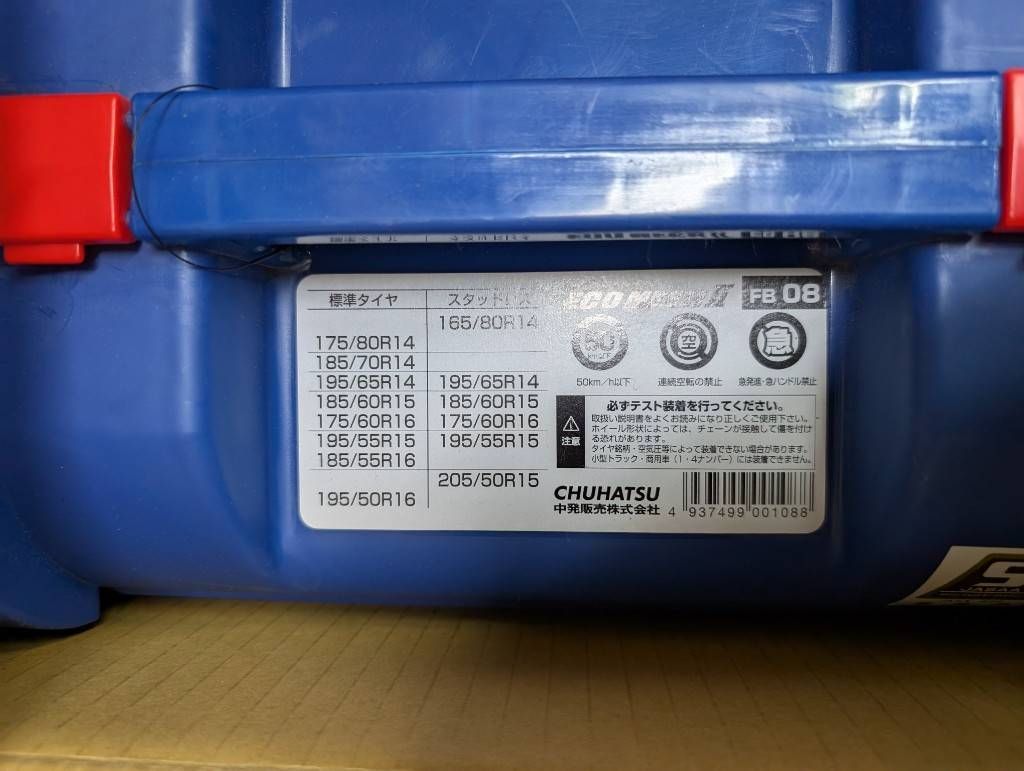 標準タイヤ スタッドレス
165/80R14
175/80R14
185/70R14
195/65R14 195/65R14
185/60R15 185/60R15
175/60R16 175/60R16
195/55R15 195/55R15
185/55R16
205/50R15
195/50R16
ECO II FB 08
50
km/h以下
空
急
50km/h以下 連続空転の禁止 急発進・急ハンドル禁止
注意
必ずテスト装着を行ってください。
取扱い説明書をよくお読みになり正しくご使用下さい。
ホイール形状によっては、チェーンが接触して傷を付け
る恐れがあります。
タイヤ銘柄・空気圧等によって装着できない場合があります。
小型トラック・商用車（1・4ナンバー）には装着できません。
CHUHATSU
中発販売株式会社
4 937499 001088
JAPAN